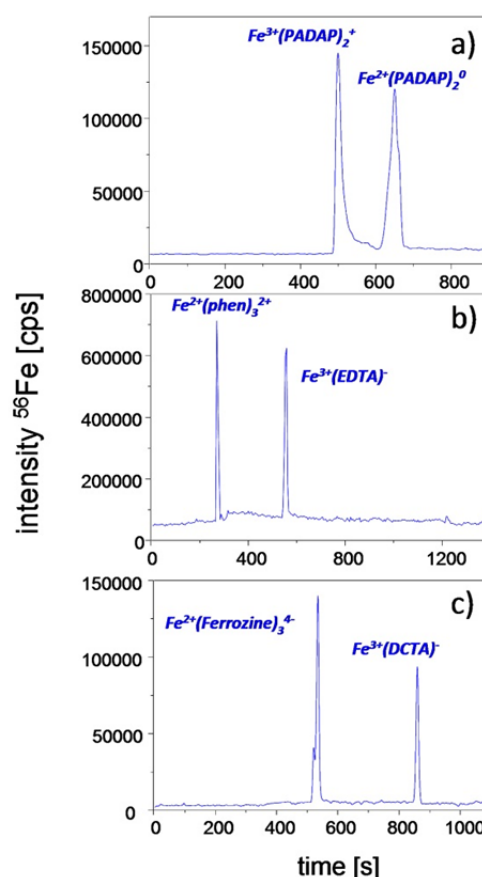 a)
Fe³⁺(PADAP)₂⁺
Fe²⁺(PADAP)₂⁰
150000
100000
50000
0
0 200 400 600 800
b)
Fe²⁺(phen)₃²⁺
Fe³⁺(EDTA)⁻
800000
600000
400000
200000
0
0 400 800 1200
c)
Fe²⁺(Ferrozine)₃⁴⁻
Fe³⁺(DCTA)⁻
150000
100000
50000
0
0 200 400 600 800 1000
intensity ⁵⁶Fe [cps]
time [s]